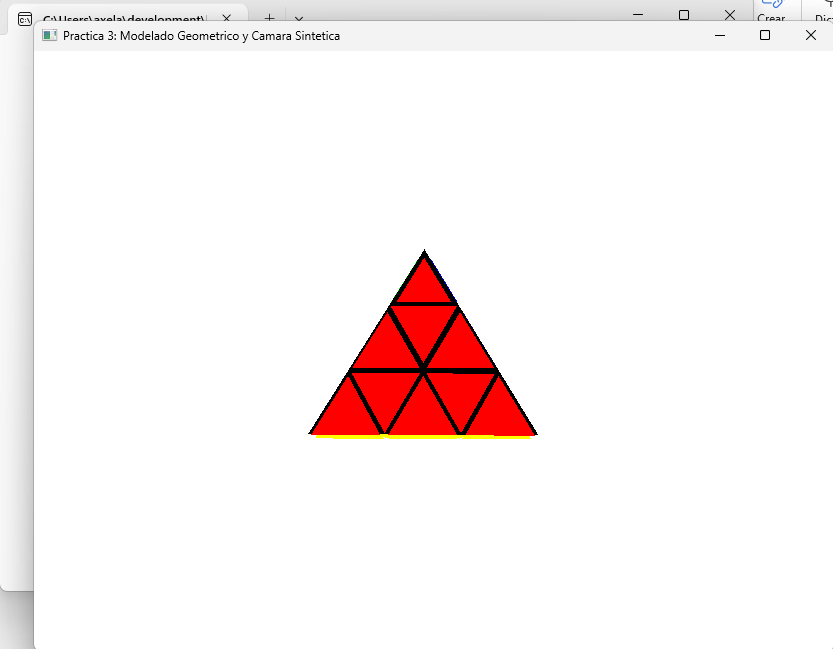 C:\Users\axela\development\
Crear
Practica 3: Modelado Geometrico y Camara Sintetica